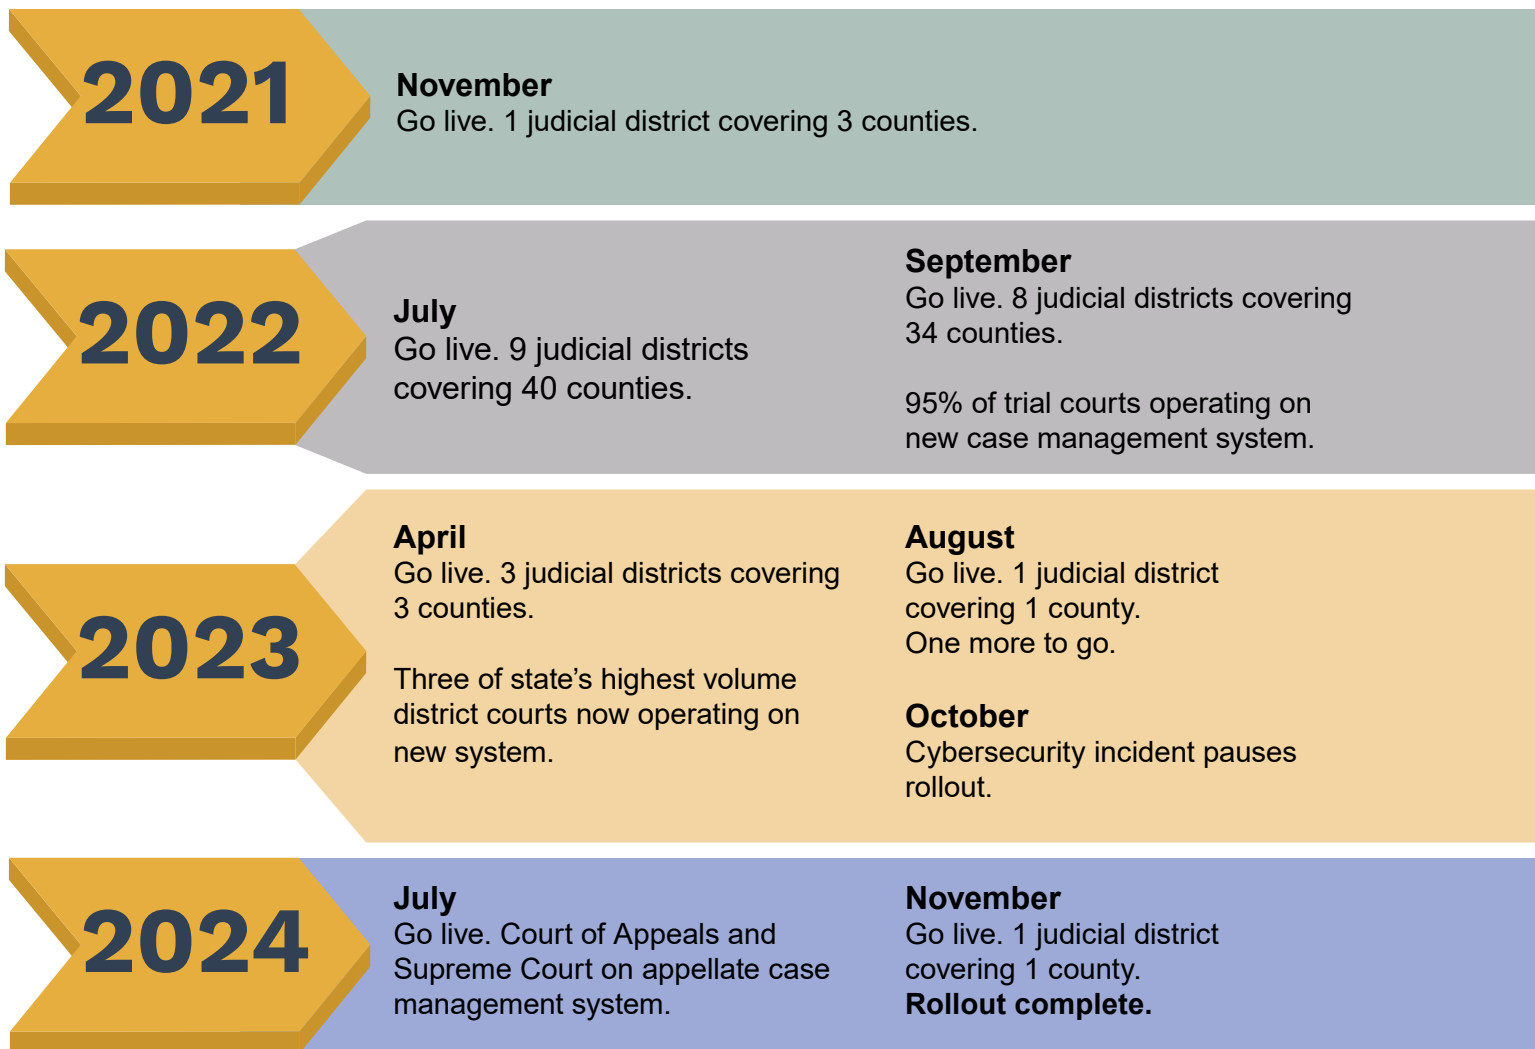 2021
November
Go live. 1 judicial district covering 3 counties.
2022
July
Go live. 9 judicial districts
covering 40 counties.
September
Go live. 8 judicial districts covering
34 counties.
95% of trial courts operating on
new case management system.
2023
April
Go live. 3 judicial districts covering
3 counties.
Three of state’s highest volume
district courts now operating on
new system.
August
Go live. 1 judicial district
covering 1 county.
One more to go.
October
Cybersecurity incident pauses
rollout.
2024
July
Go live. Court of Appeals and
Supreme Court on appellate case
management system.
November
Go live. 1 judicial district
covering 1 county.
Rollout complete.